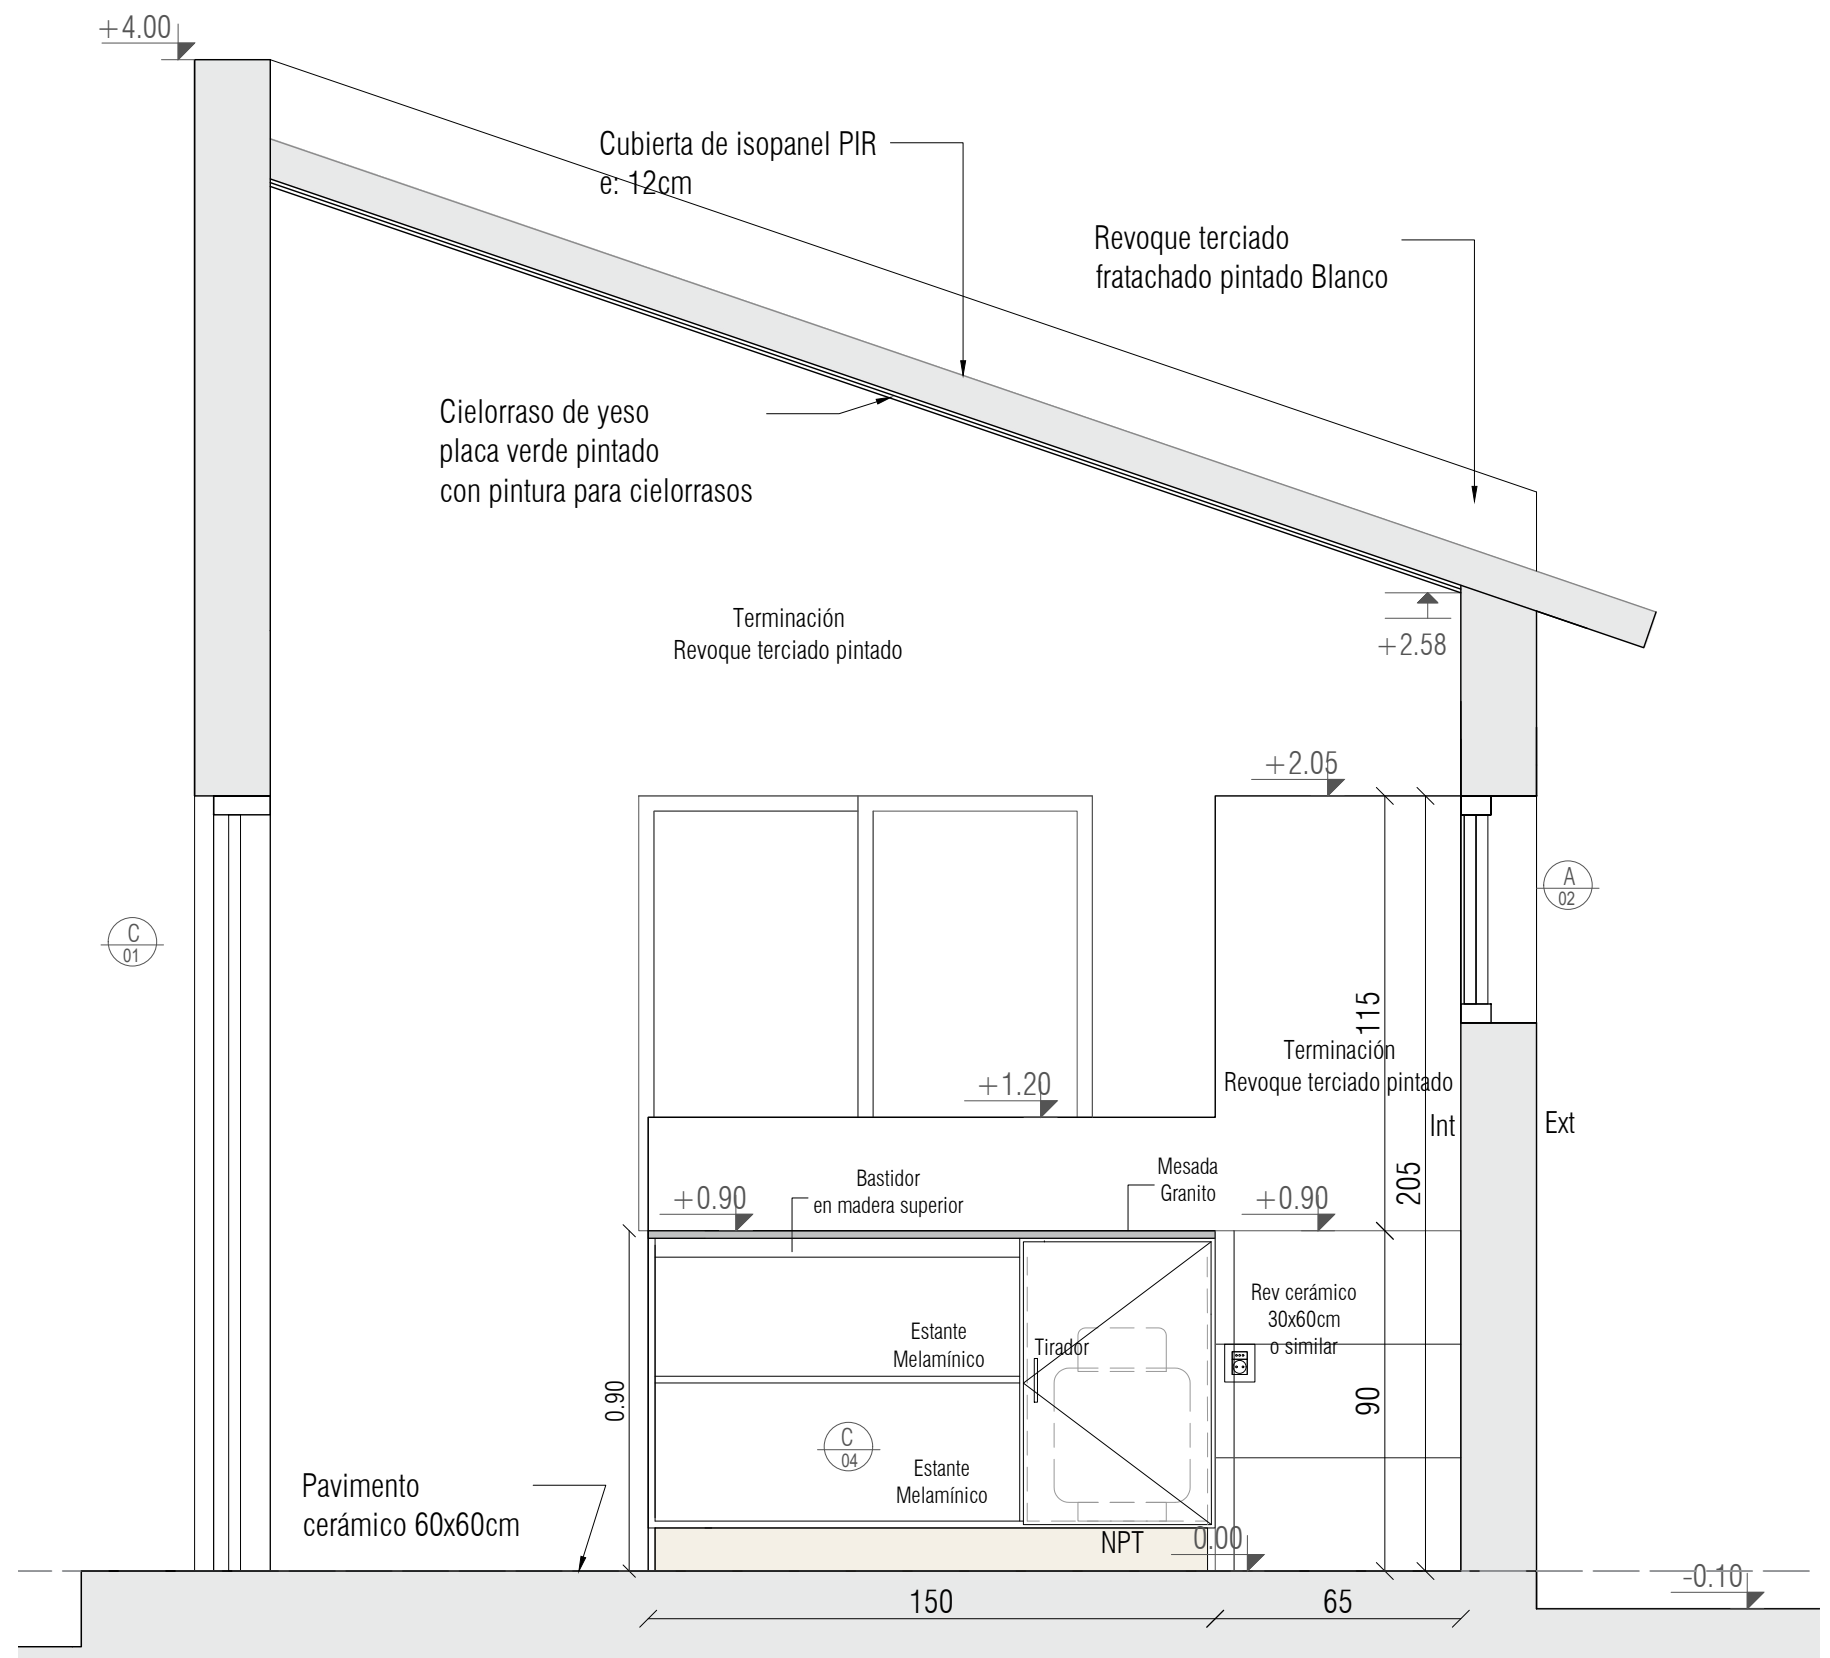 +4.00
Cubierta de isopanel PIR
e: 12cm
Revoque terciado
fratachado pintado Blanco
Cielorraso de yeso
placa verde pintado
con pintura para cielorrasos
Terminación
Revoque terciado pintado
+2.58
+2.05
A
02
C
01
115
Terminación
Revoque terciado pintado
+1.20
Int
Ext
205
Bastidor
en madera superior
Mesada
Granito
+0.90
+0.90
Rev cerámico
30x60cm
o similar
Estante
Melamínico
Tirador
0.90
90
C
04
Estante
Melamínico
Pavimento
cerámico 60x60cm
NPT
0.00
-0.10
150
65